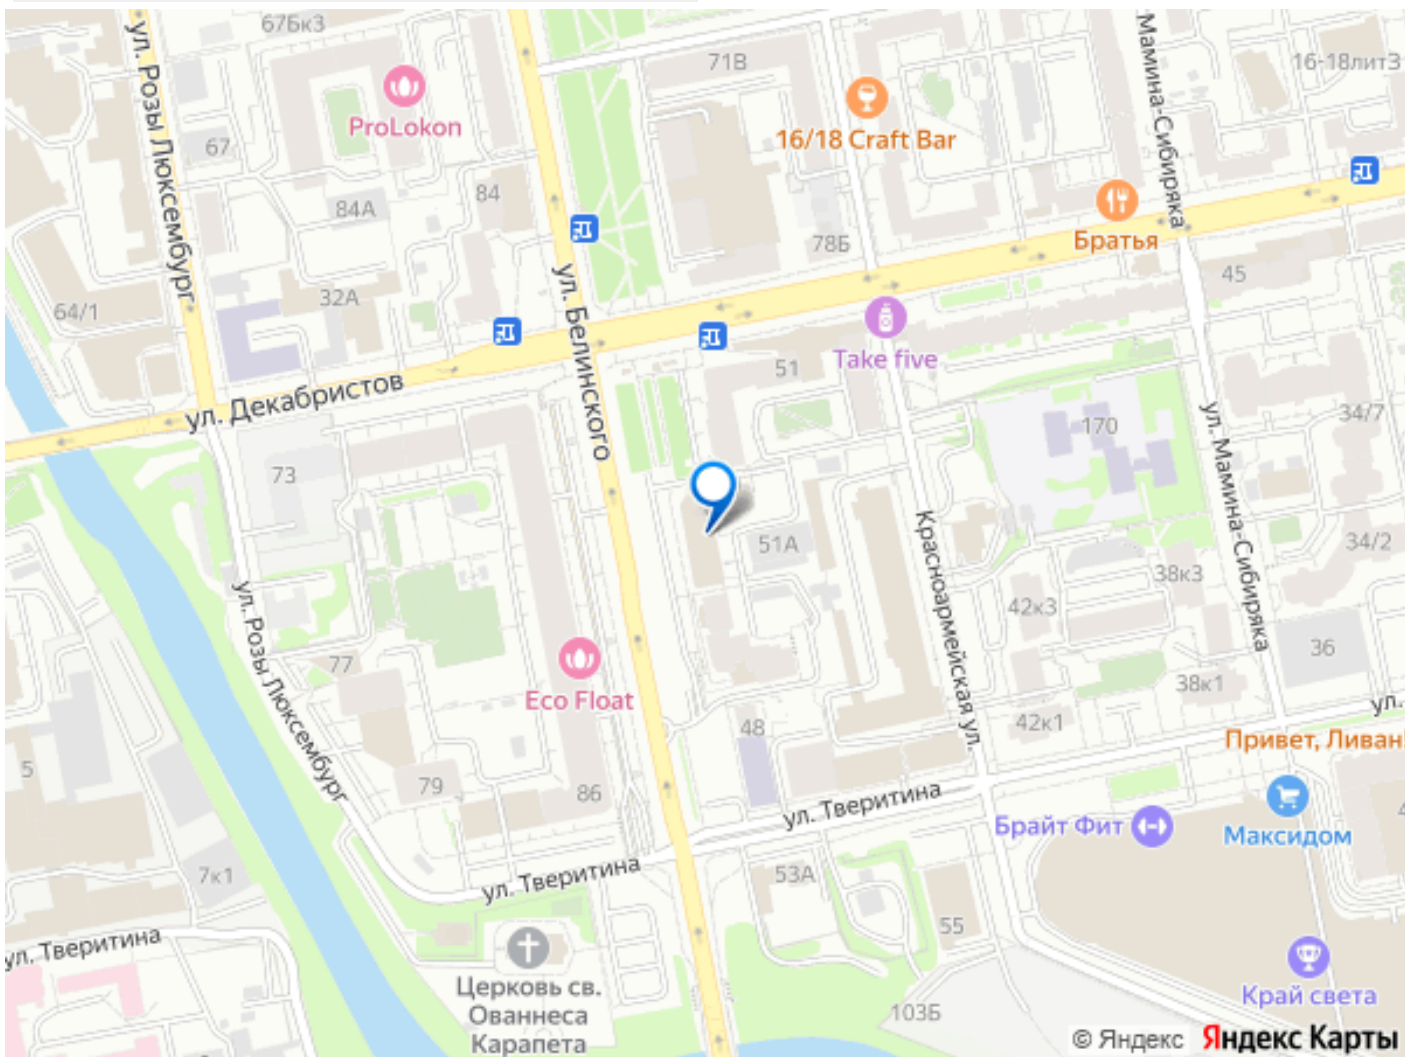 67Бк3
ул. Розы Люксембург
71В
Мамина-Сибиряка
16-18литЗ
ProLokon
16/18 Craft Bar
67
84
84А
78Б
Братья
ул. Белинского
45
32А
64/1
Take five
51
ул. Декабристов
170
34/7
ул. Мамина-Сибиряка
73
51А
Красноармейская ул.
34/2
38к3
42к3
ул. Розы Люксембург
36
77
Eco Float
38к1
ул.
42к1
48
Привет, Ливан!
5
79
86
ул. Тверитина
Брайт Фит
Максидом
4
ул. Тверитина
53А
7к1
55
ул. Тверитина
Церковь св.
Ованнеса
Карапета
Край света
103Б
© Яндекс Яндекс Карты